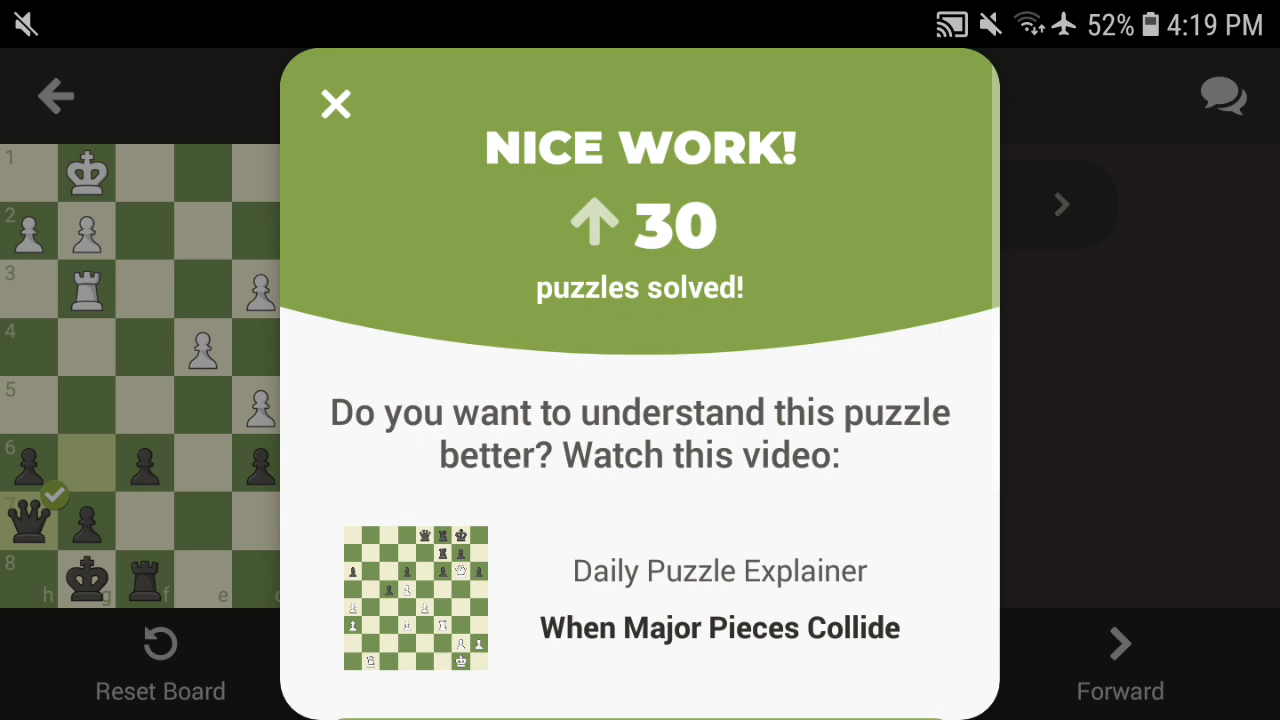 52% 4:19 PM
NICE WORK!
30
puzzles solved!
1
2
3
4
5
6
7
8
h g f e
Do you want to understand this puzzle
better? Watch this video:
Daily Puzzle Explainer
When Major Pieces Collide
Reset Board
Forward